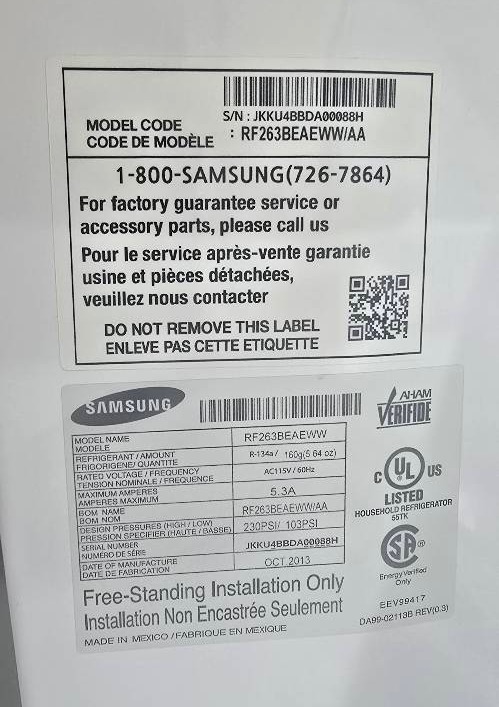 S/N : JKKU4BBDA00088H
MODEL CODE
CODE DE MODÈLE : RF263BEAEWW/AA
1-800-SAMSUNG(726-7864)
For factory guarantee service or
accessory parts, please call us
Pour le service après-vente garantie
usine et pièces détachées,
veuillez nous contacter
DO NOT REMOVE THIS LABEL
ENLEVE PAS CETTE ETIQUETTE
SAMSUNG
AHAM
VERIFIDE
MODEL NAME
MODELE
RF263BEAEWW
REFRIGERANT / AMOUNT
FRIGORIGENE/ QUANTITE
R-134a / 160g(5.64 oz)
RATED VOLTAGE / FREQUENCY
TENSION NOMINALE / FREQUENCE
AC115V / 60Hz
MAXIMUM AMPERES
AMPERES MAXIMUM
5.3A
BOM NAME
BOM NOM
RF263BEAEWW/AA
DESIGN PRESSURES (HIGH / LOW)
PRESSION SPECIFIER (HAUTE / BASSE)
230PSI/ 103PSI
SERIAL NUMBER
NUMÉRO DE SÉRIE
JKKU4BBDA00088H
DATE OF MANUFACTURE
DATE DE FABRICATION
OCT.2013
C UL US
LISTED
HOUSEHOLD REFRIGERATOR
55TK
SA
Energy Verified
Only
Free-Standing Installation Only
Installation Non Encastrée Seulement
MADE IN MEXICO /FABRIQUE EN MEXIQUE
EEV99417
DA99-02113B REV(0.3)